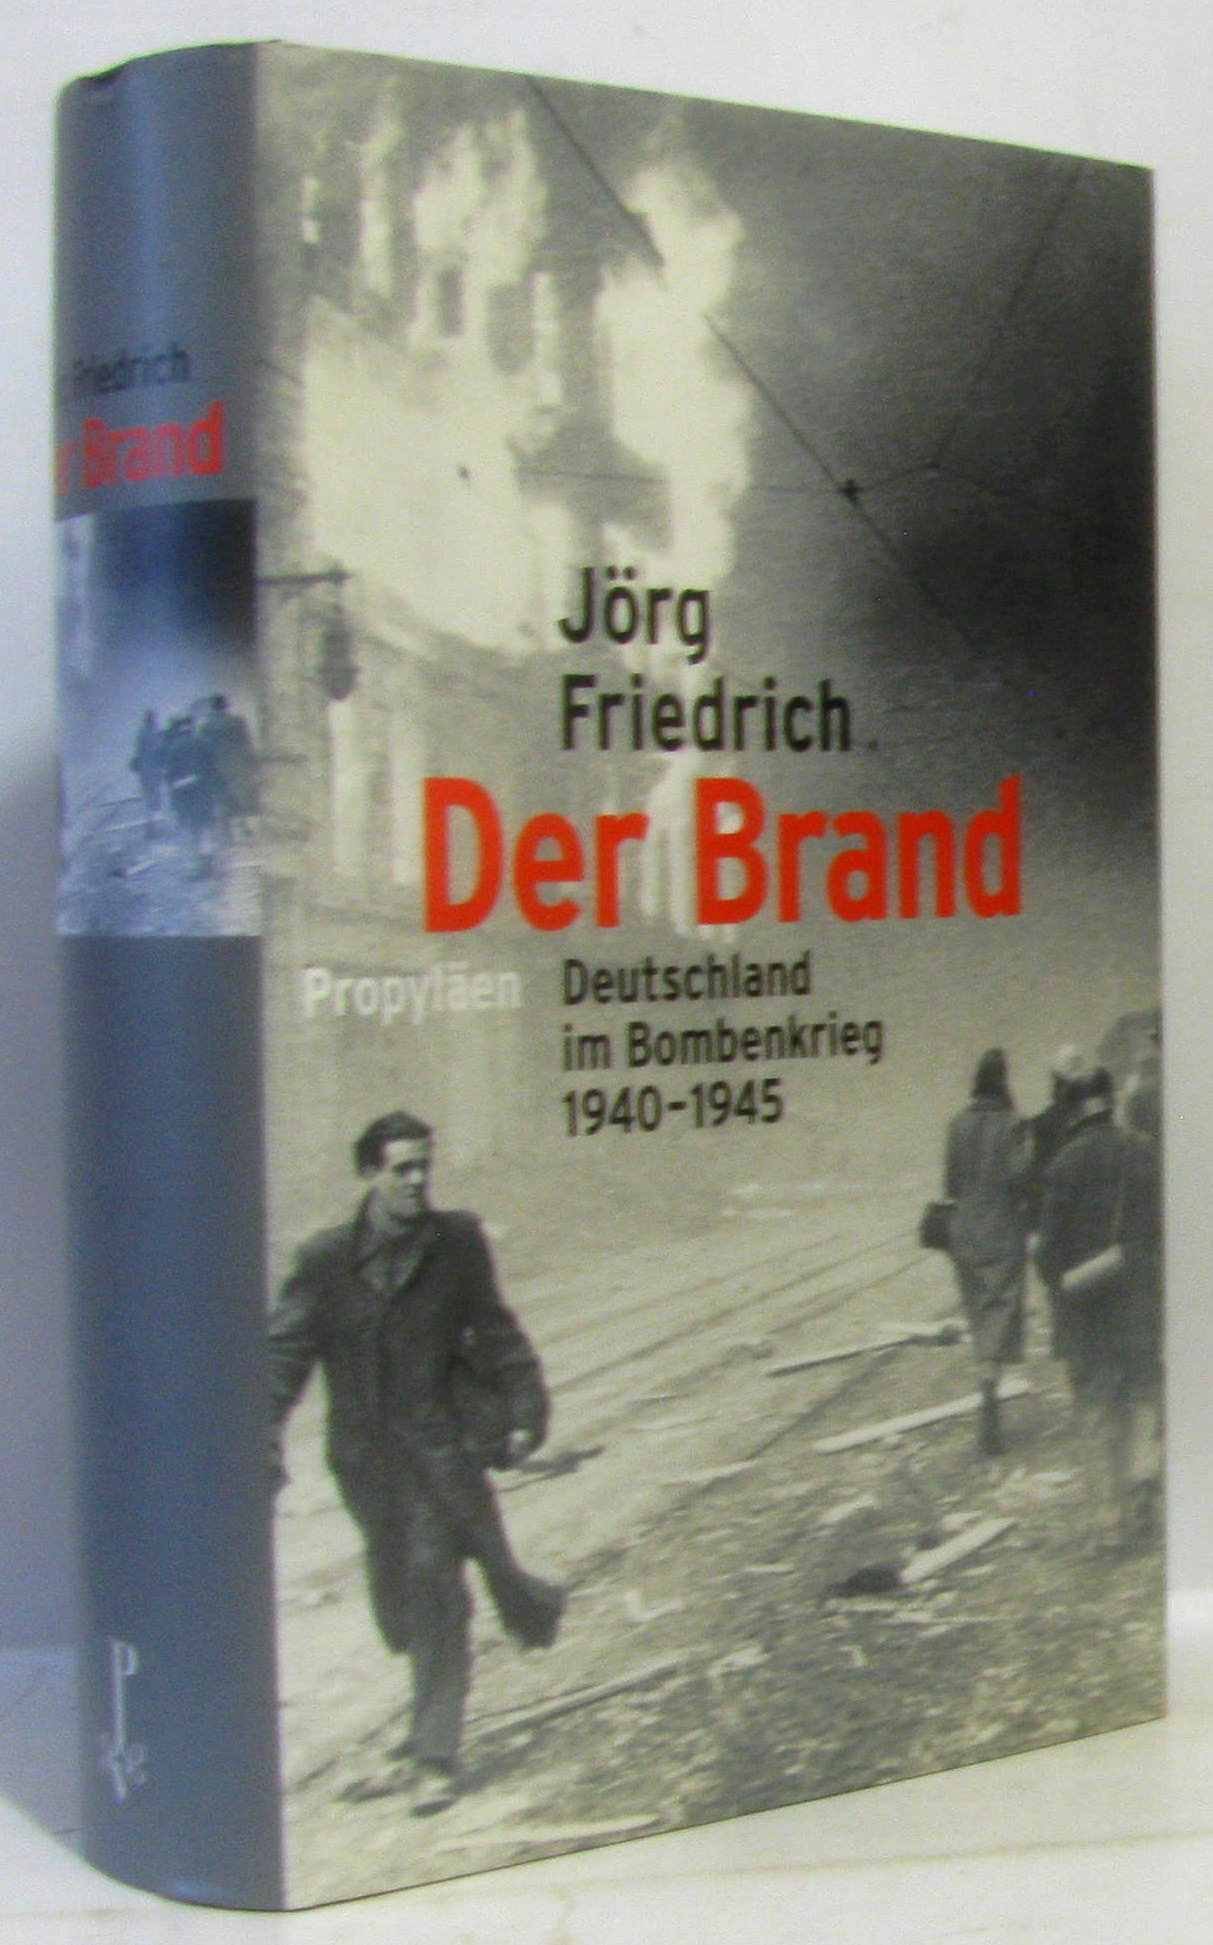 Friedrich
Brand
Jörg
Friedrich
Der Brand
Propyläen
Deutschland
im Bombenkrieg
1940-1945
P